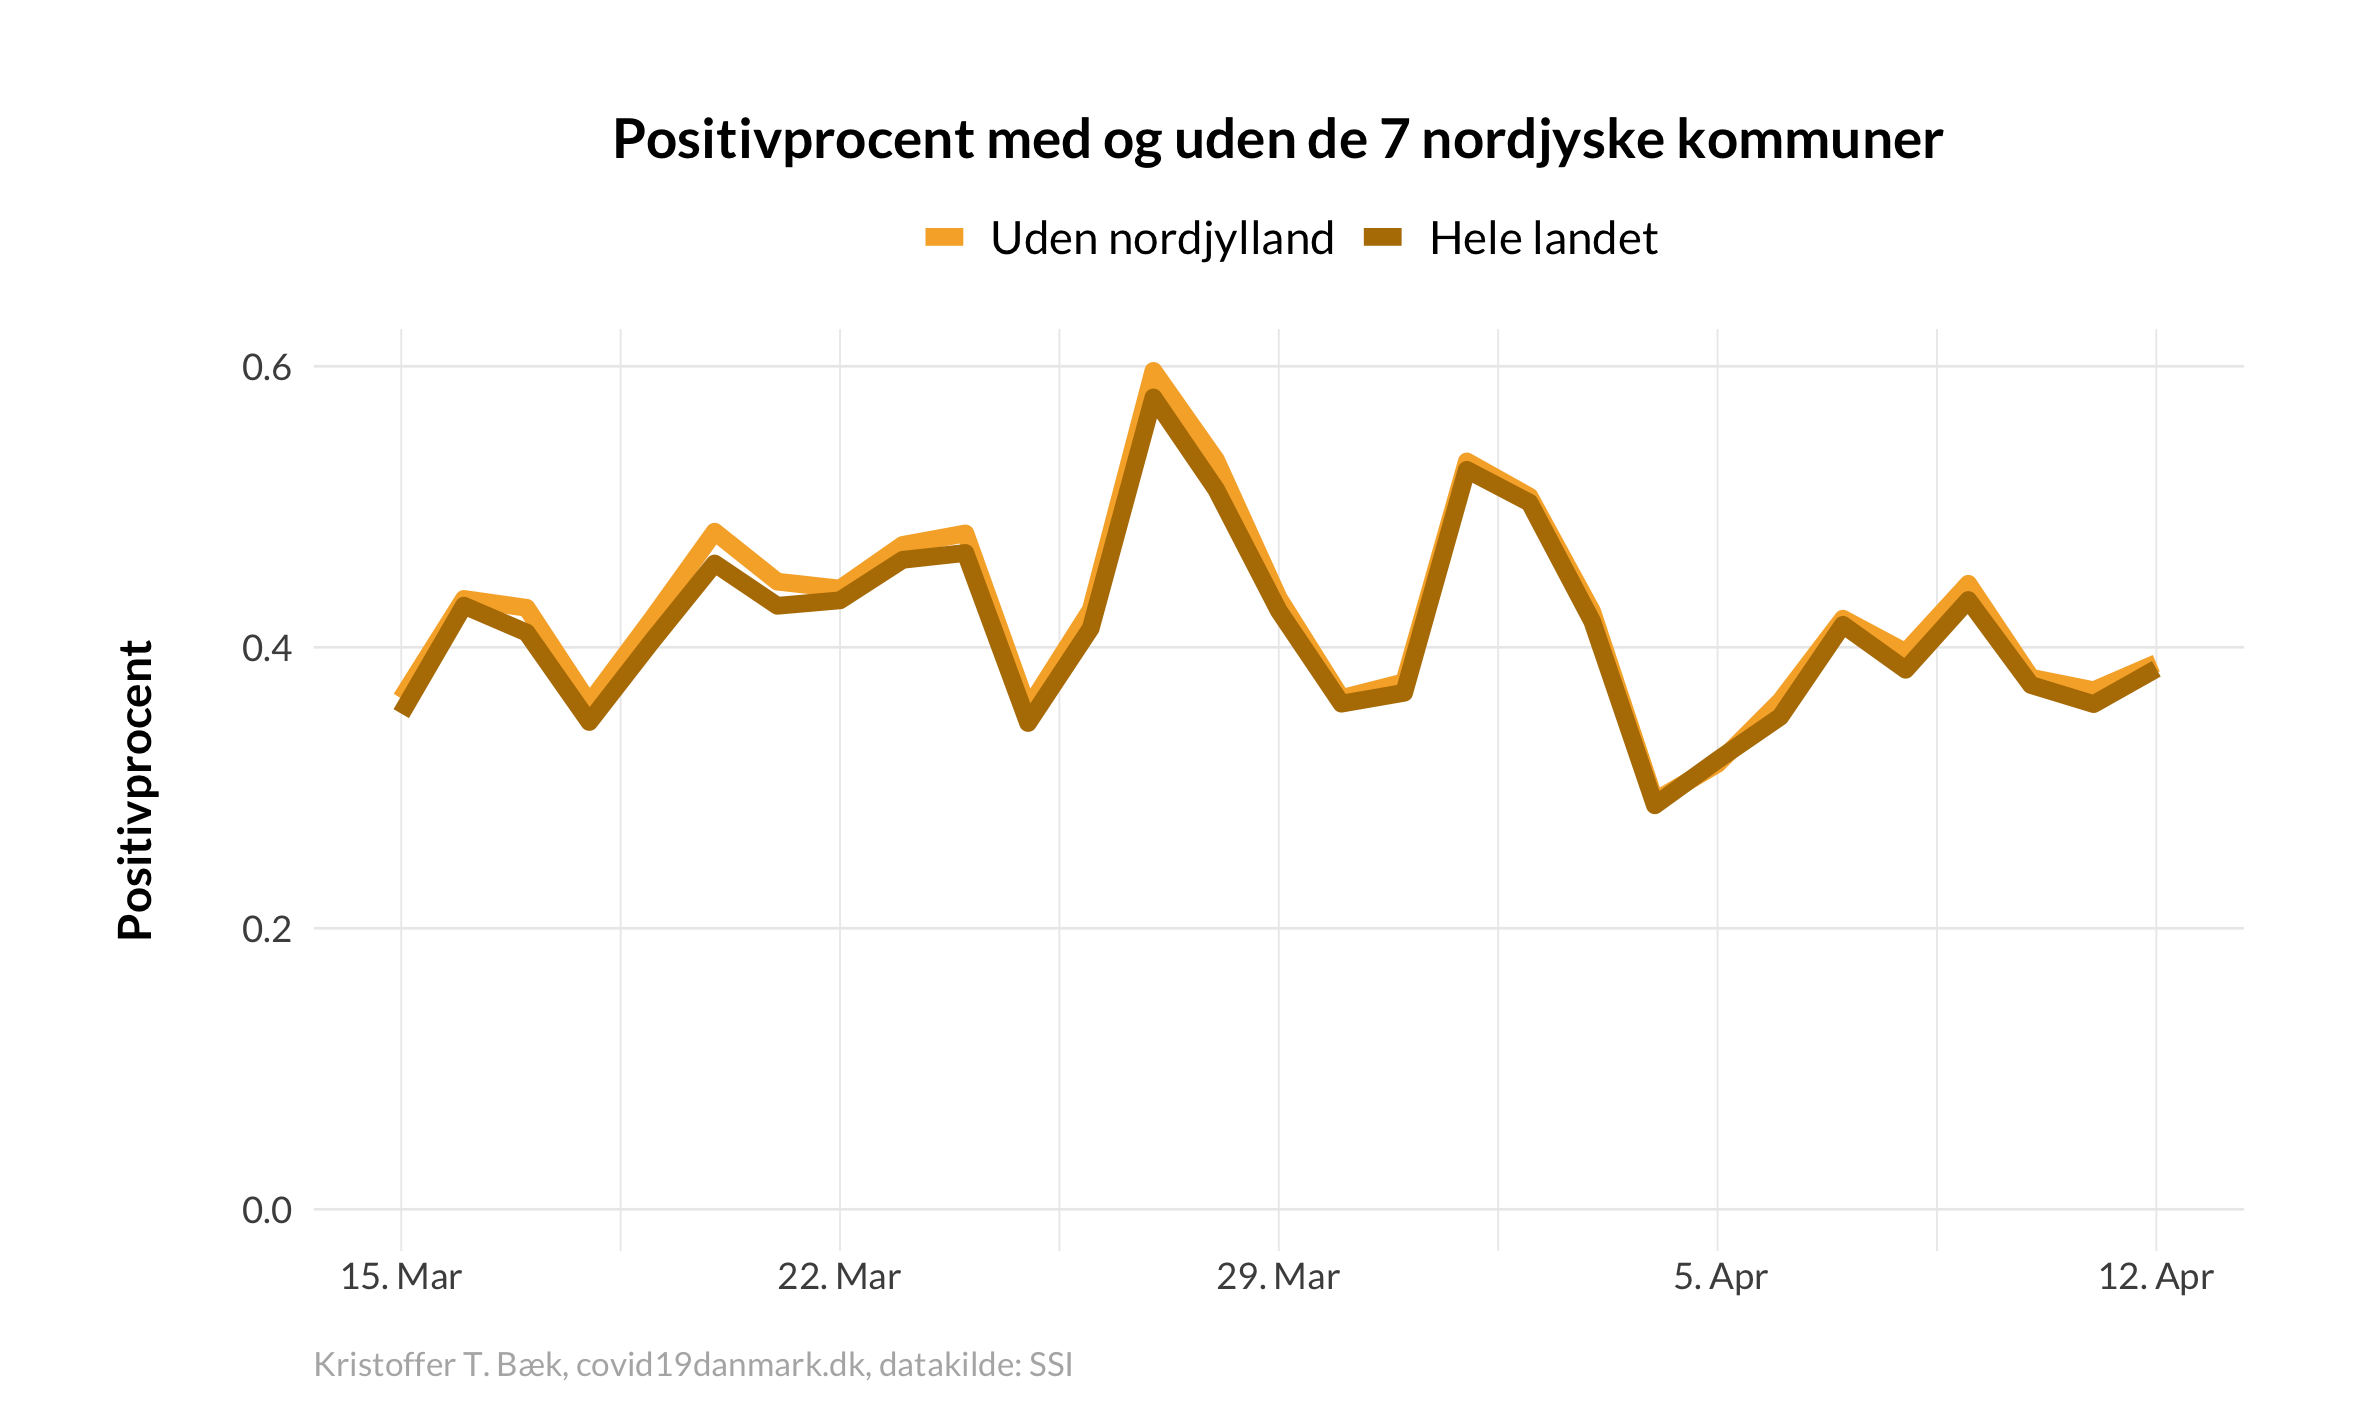 Positivprocent med og uden de 7 nordjyske kommuner
Uden nordjylland Hele landet
Positivprocent
0.6
0.4
0.2
0.0
15. Mar 22. Mar 29. Mar 5. Apr 12. Apr
Kristoffer T. Bæk, covid19danmark.dk, datakilde: SSI